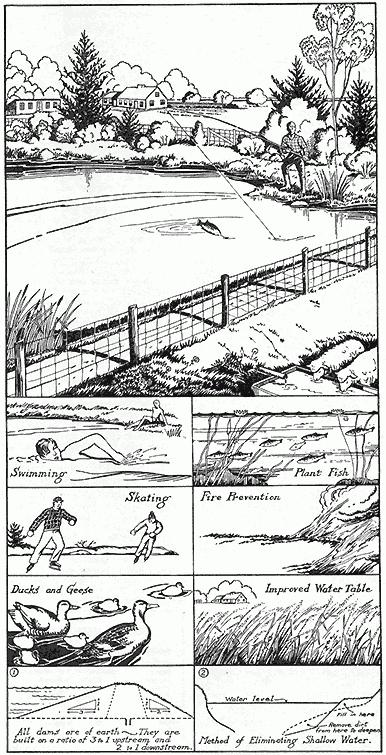 Swimming
Plant Fish
Skating
Fire Prevention
Ducks and Geese
Improved Water Table
1
All dams are of earth — They are
built on a ratio of 3 to 1 upstream and
2 to 1 downstream.
2
Water level
Fill in here
Remove dirt
from here to deepen
Method of Eliminating Shallow Water.